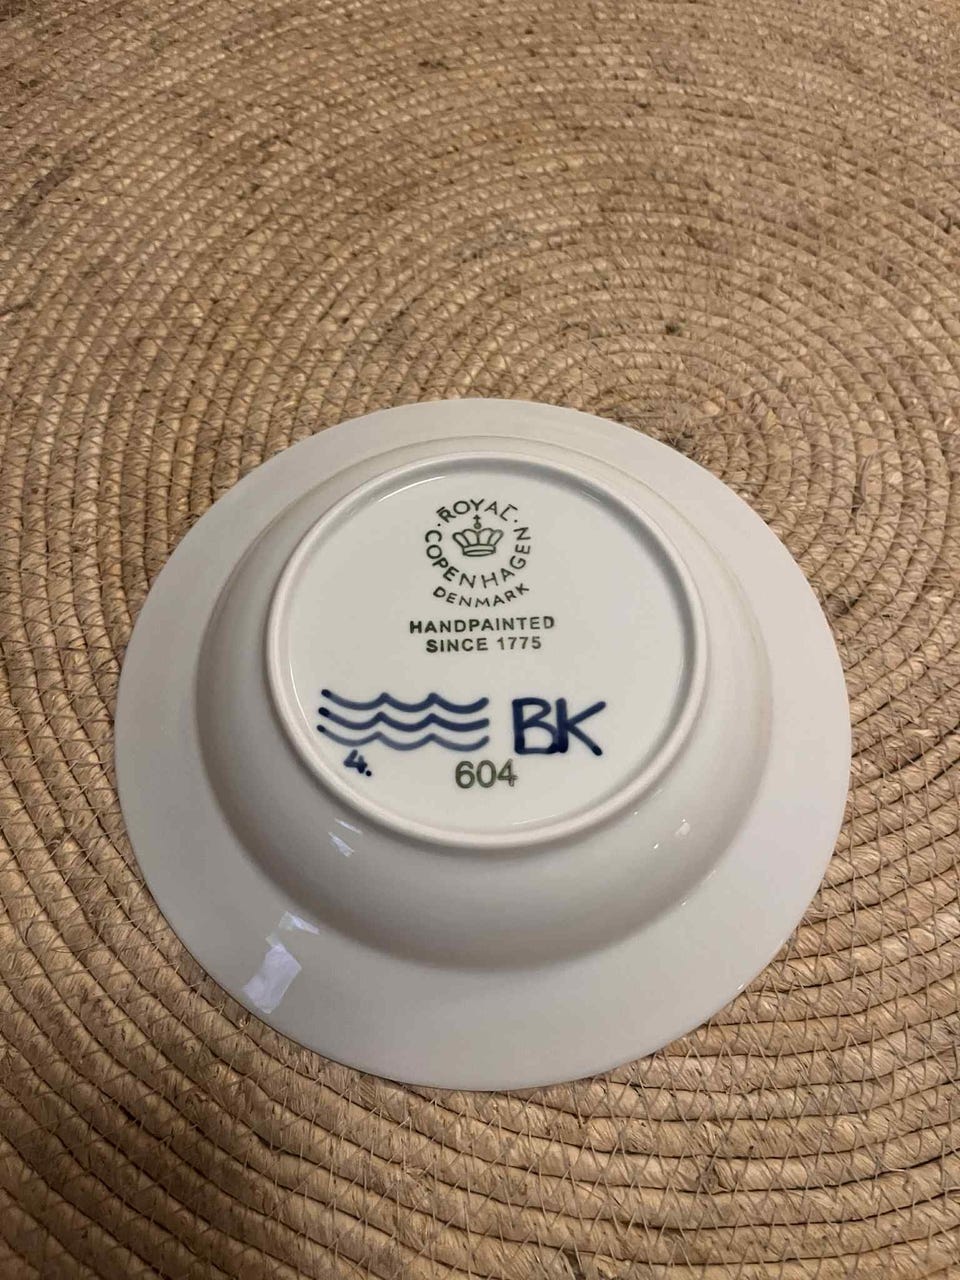 ROYAL
COPENHAGEN
DENMARK
HANDPAINTED
SINCE 1775
BK
4.
604